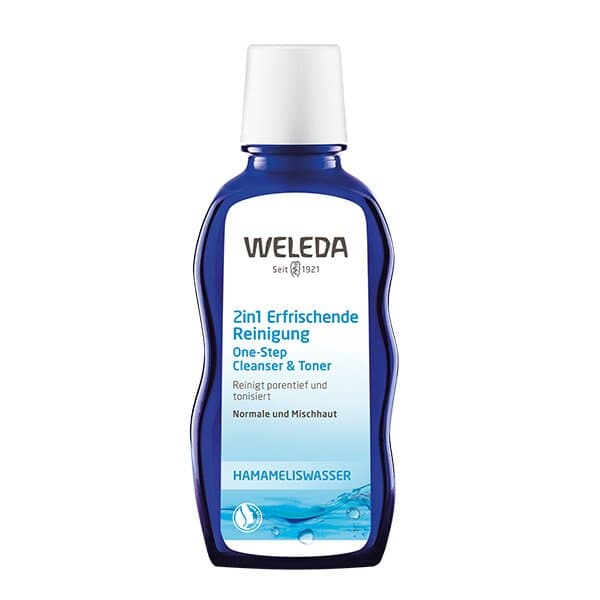 WELEDA
Seit 1921
2in1 Erfrischende
Reinigung
One-Step
Cleanser & Toner
Reinigt porentief und
tonisiert
Normale und Mischhaut
HAMAMELISWASSER